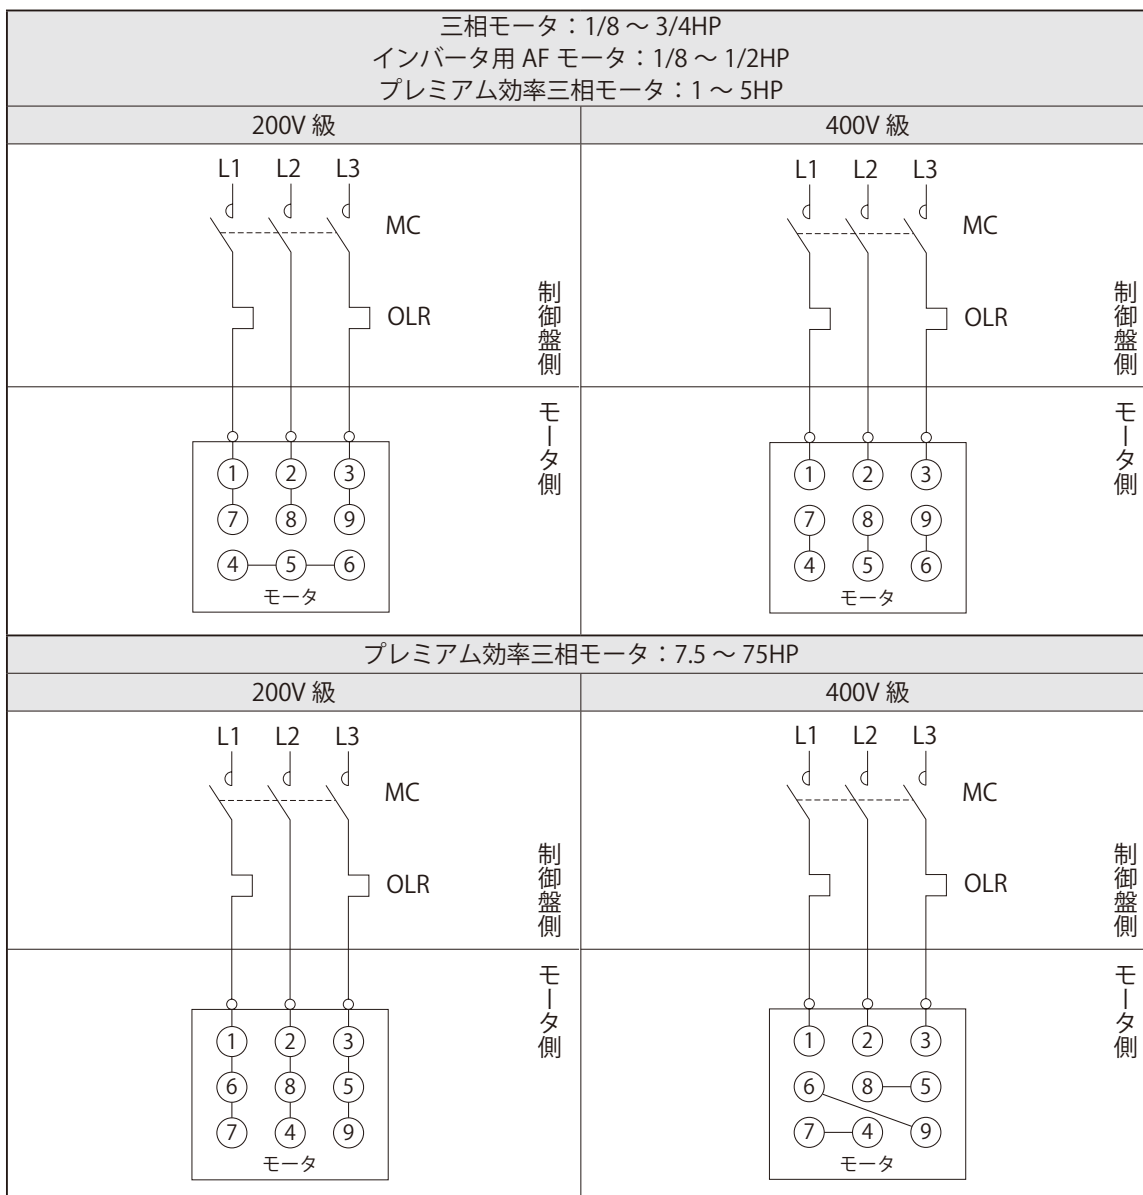 三相モータ：1/8 ～ 3/4HP
インバータ用 AF モータ：1/8 ～ 1/2HP
プレミアム効率三相モータ：1 ～ 5HP
200V 級
400V 級
L1 L2 L3
MC
OLR
制御盤側
モータ側
1 2 3
7 8 9
4 5 6
モータ
L1 L2 L3
MC
OLR
制御盤側
モータ側
1 2 3
7 8 9
4 5 6
モータ
プレミアム効率三相モータ：7.5 ～ 75HP
200V 級
400V 級
L1 L2 L3
MC
OLR
制御盤側
モータ側
1 2 3
6 8 5
7 4 9
モータ
L1 L2 L3
MC
OLR
制御盤側
モータ側
1 2 3
6 8 5
7 4 9
モータ